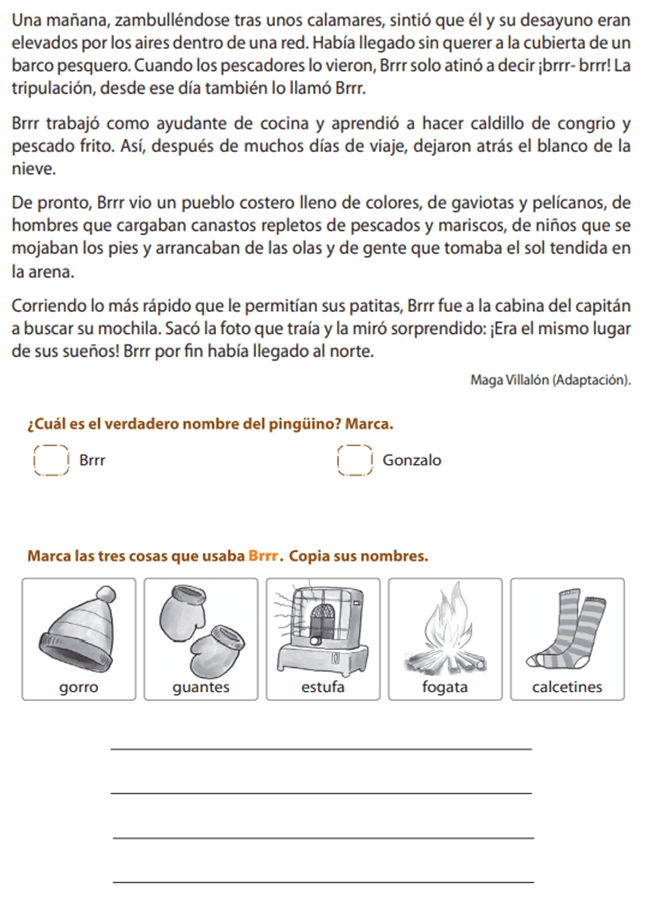 Una mañana, zambulléndose tras unos calamares, sintió que él y su desayuno eran
elevados por los aires dentro de una red. Había llegado sin querer a la cubierta de un
barco pesquero. Cuando los pescadores lo vieron, Brrr solo atinó a decir ¡brrr- brrr! La
tripulación, desde ese día también lo llamó Brrr.
Brrr trabajó como ayudante de cocina y aprendió a hacer caldillo de congrio y
pescado frito. Así, después de muchos días de viaje, dejaron atrás el blanco de la
nieve.
De pronto, Brrr vio un pueblo costero lleno de colores, de gaviotas y pelícanos, de
hombres que cargaban canastos repletos de pescados y mariscos, de niños que se
mojaban los pies y arrancaban de las olas y de gente que tomaba el sol tendida en
la arena.
Corriendo lo más rápido que le permitían sus patitas, Brrr fue a la cabina del capitán
a buscar su mochila. Sacó la foto que traía y la miró sorprendido: ¡Era el mismo lugar
de sus sueños! Brrr por fin había llegado al norte.
Maga Villalón (Adaptación).
¿Cuál es el verdadero nombre del pingüino? Marca.
Brrr Gonzalo
Marca las tres cosas que usaba Brrr. Copia sus nombres.
gorro guantes estufa fogata calcetines